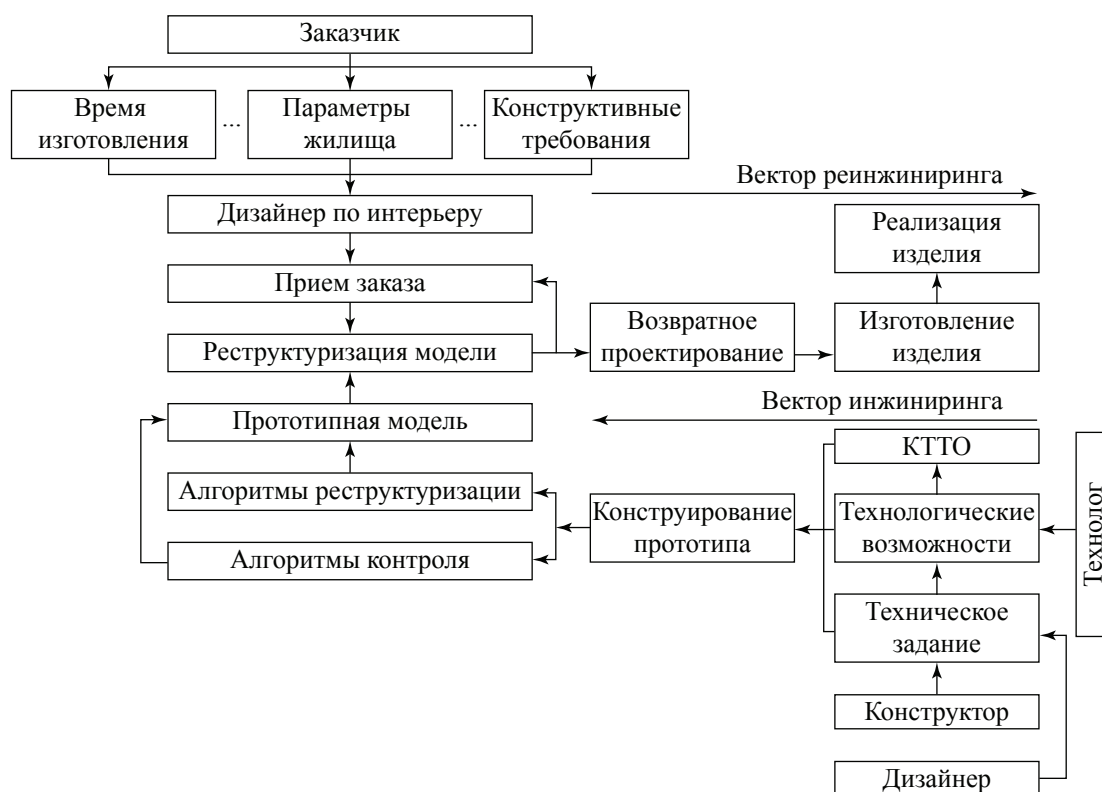 Заказчик
Время
изготовления
...
Параметры
жилища
...
Конструктивные
требования
Вектор реинжиниринга
Дизайнер по интерьеру
Реализация
изделия
Прием заказа
Возвратное
проектирование
Изготовление
изделия
Реструктуризация модели
Вектор инжиниринга
Прототипная модель
КТТО
Алгоритмы реструктуризации
Конструирование
прототипа
Технологические
возможности
Технолог
Алгоритмы контроля
Техническое
задание
Конструктор
Дизайнер